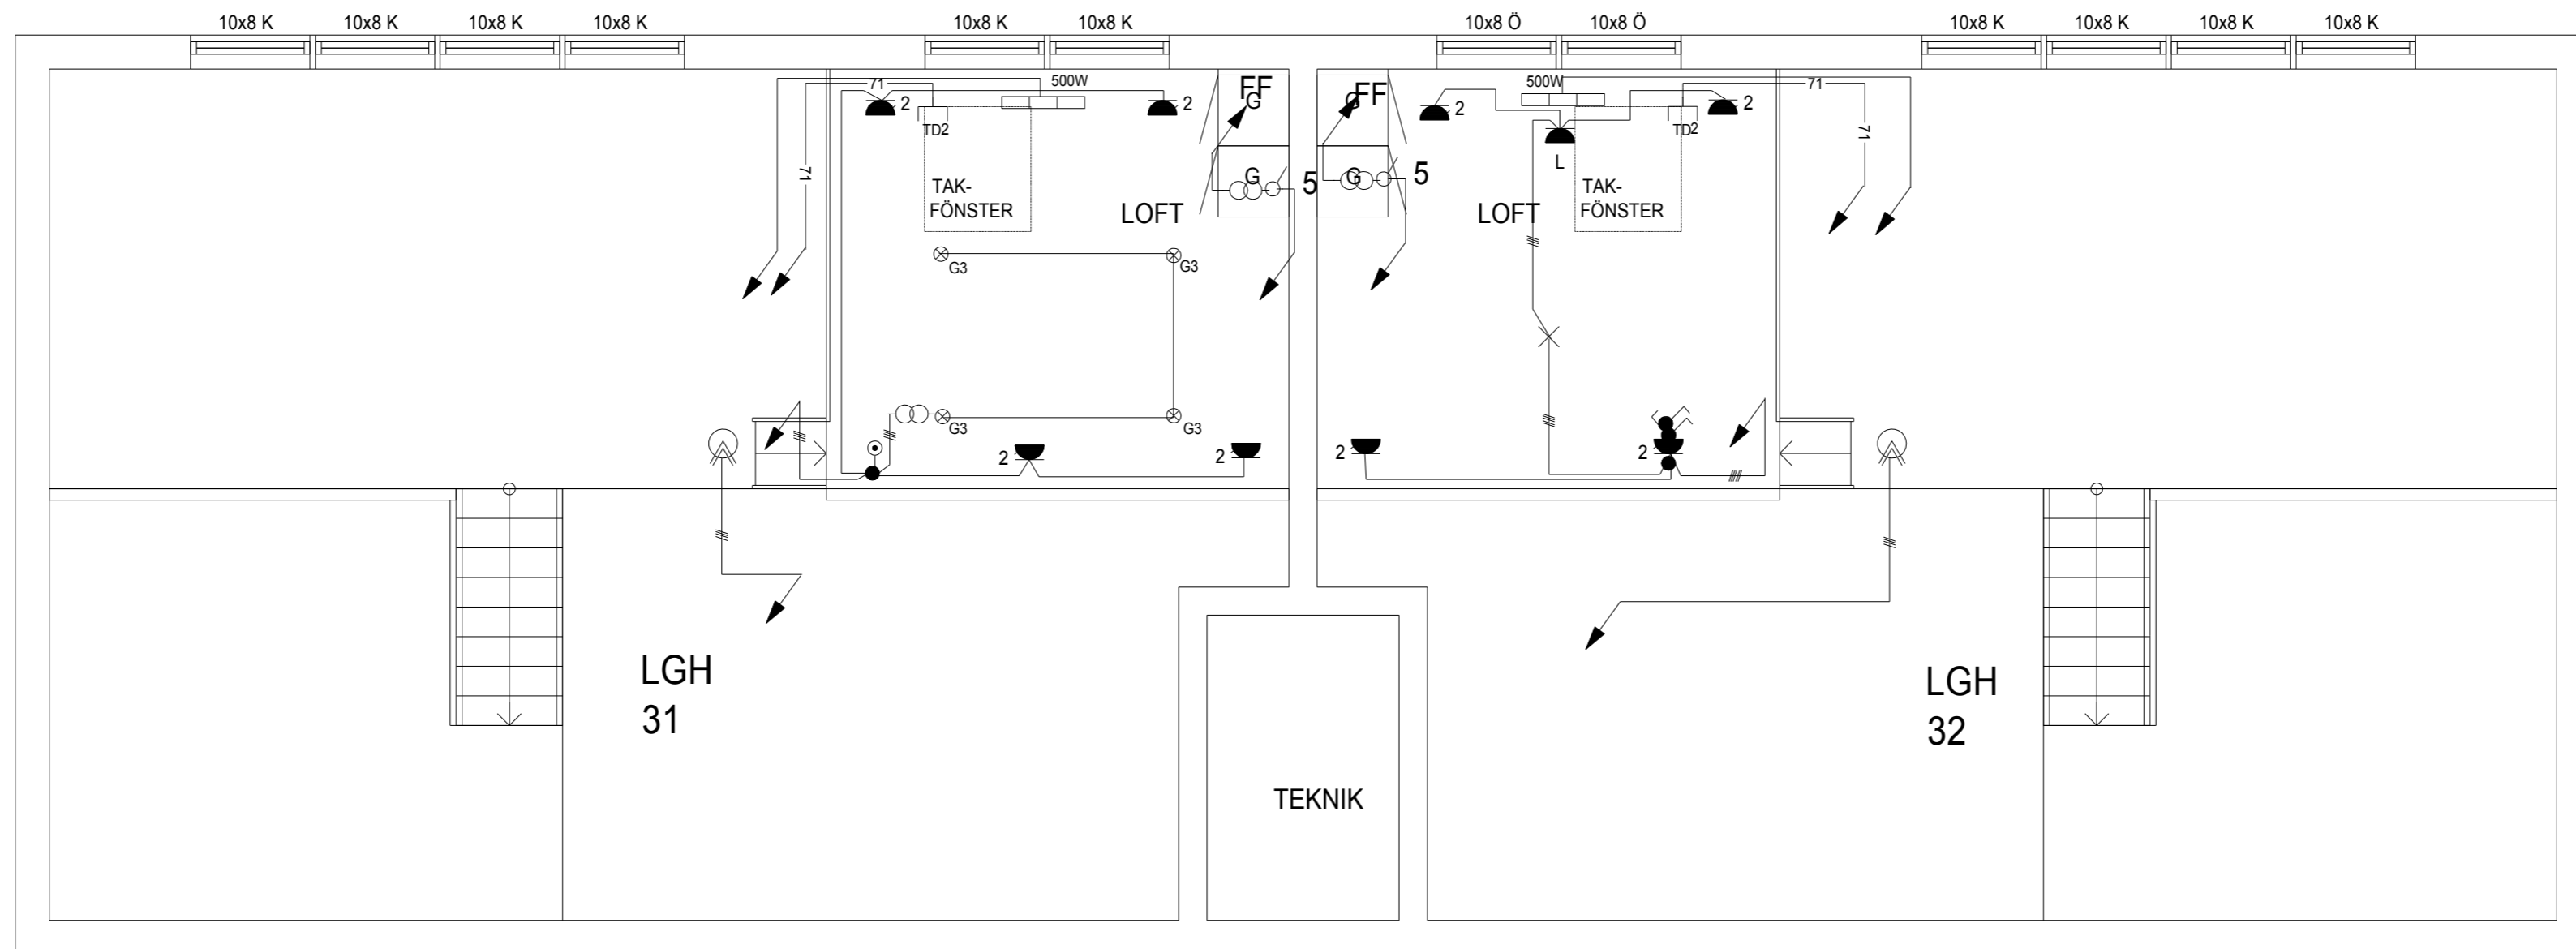 10x8 K 10x8 K 10x8 K 10x8 K 10x8 K 10x8 K 10x8 Ö 10x8 Ö 10x8 K 10x8 K 10x8 K 10x8 K
71 500W FF FF 500W 71
2 2 G G 2 2
TD2 TD2
71 L 71
TAK-
FÖNSTER
LOFT
G 5 G 5
LOFT
TAK-
FÖNSTER
G3 G3
G3 G3
2 2 2 2
LGH
31
LGH
32
TEKNIK